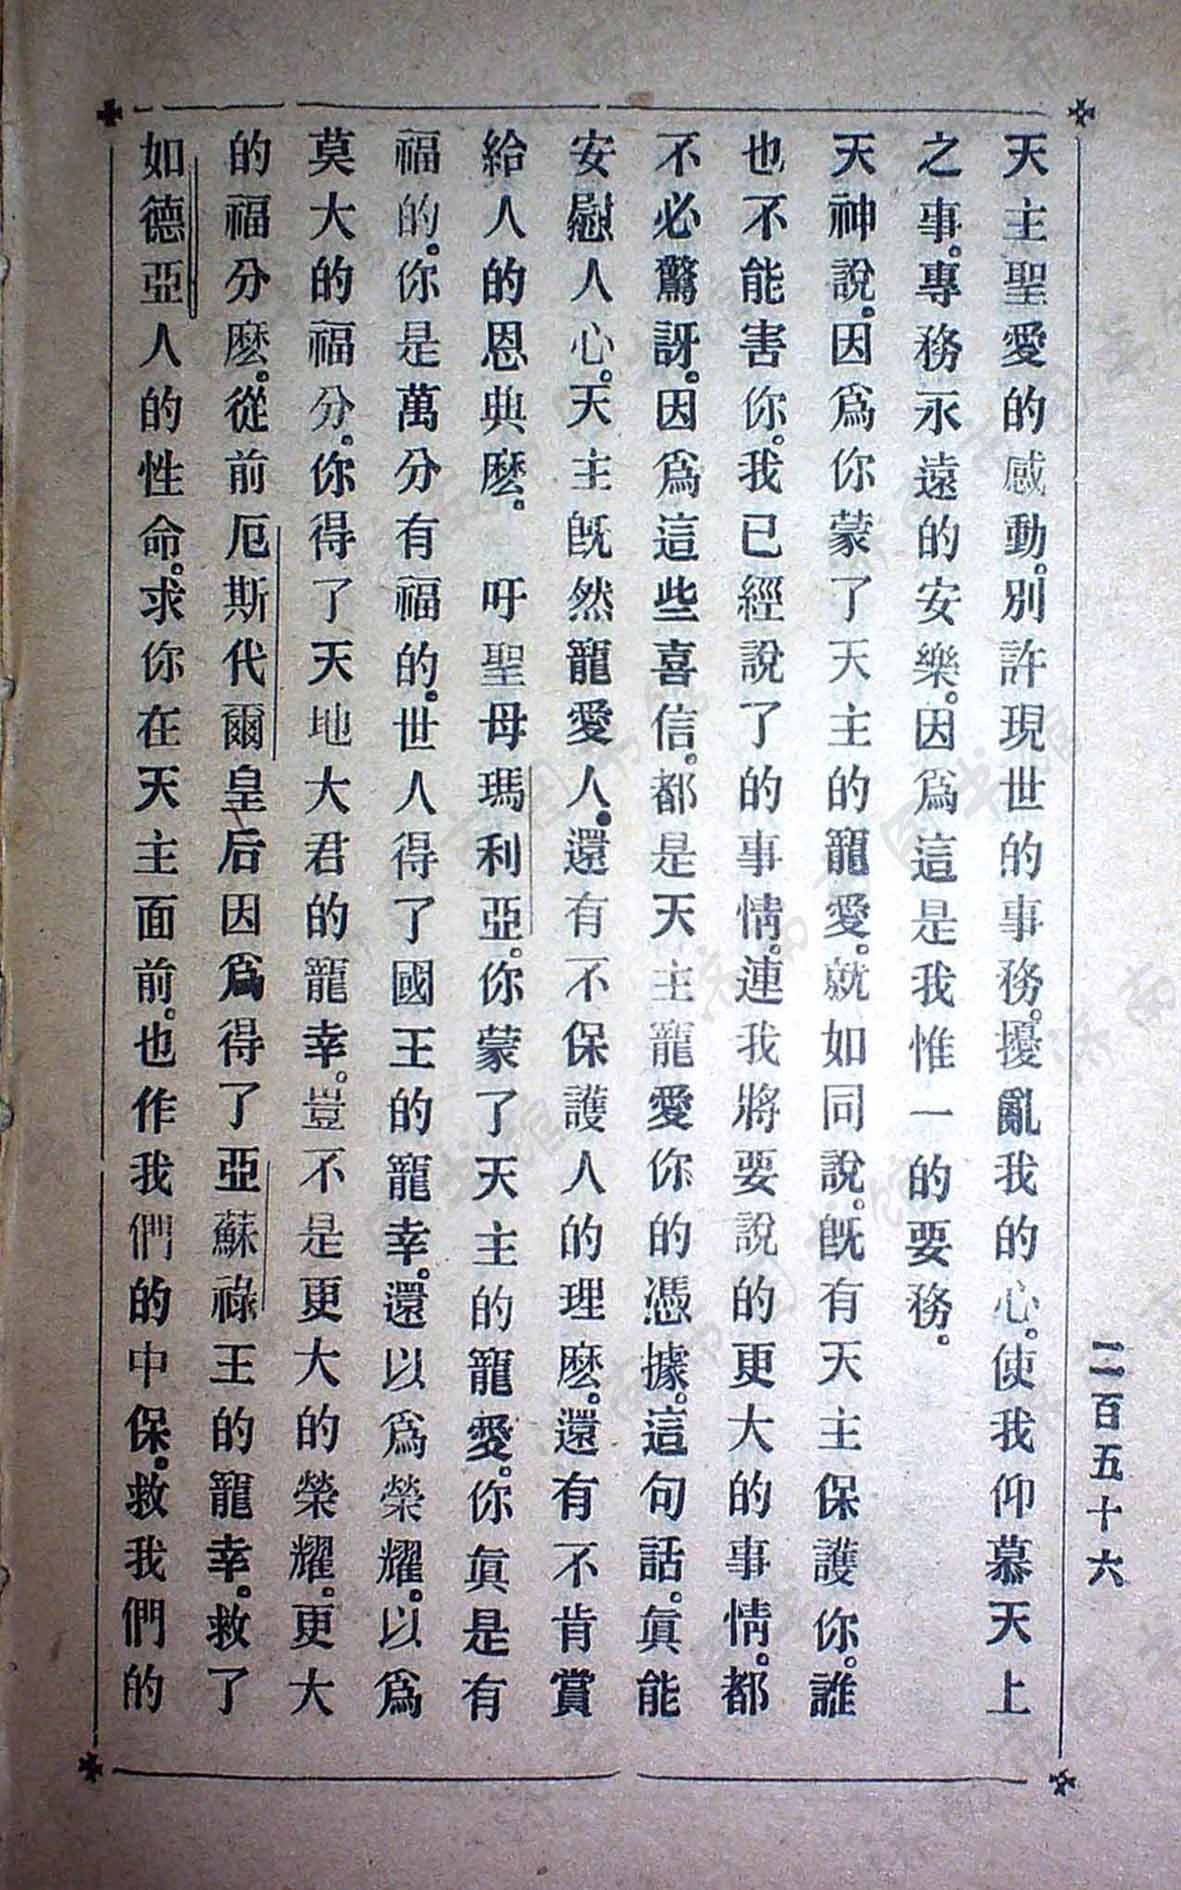 二百五十六
天主聖愛的感動。別許現世的事務。擾亂我的心。使我仰慕天上
之事。專務永遠的安樂。因爲這是我惟一的要務。
天神說。因爲你蒙了天主的寵愛。就如同說。旣有天主保護你。誰
也不能害你。我已經說了的事情。連我將要說的更大的事情。都
不必驚訝。因爲這些喜信。都是天主寵愛你的憑據。這句話。眞能
安慰人心。天主旣然寵愛人。還有不保護人的理麽。還有不肯賞
給人的恩典麽。　吁聖母瑪利亞。你蒙了天主的寵愛。你眞是有
福的。你是萬分有福的。世人得了國王的寵幸。還以爲榮耀。以爲
莫大的福分。你得了天地大君的寵幸。豈不是更大的榮耀。更大
的福分麽。從前厄斯代爾皇后因爲得了亞蘇祿王的寵幸。救了
如德亞人的性命。求你在天主面前。也作我們的中保。救我們的